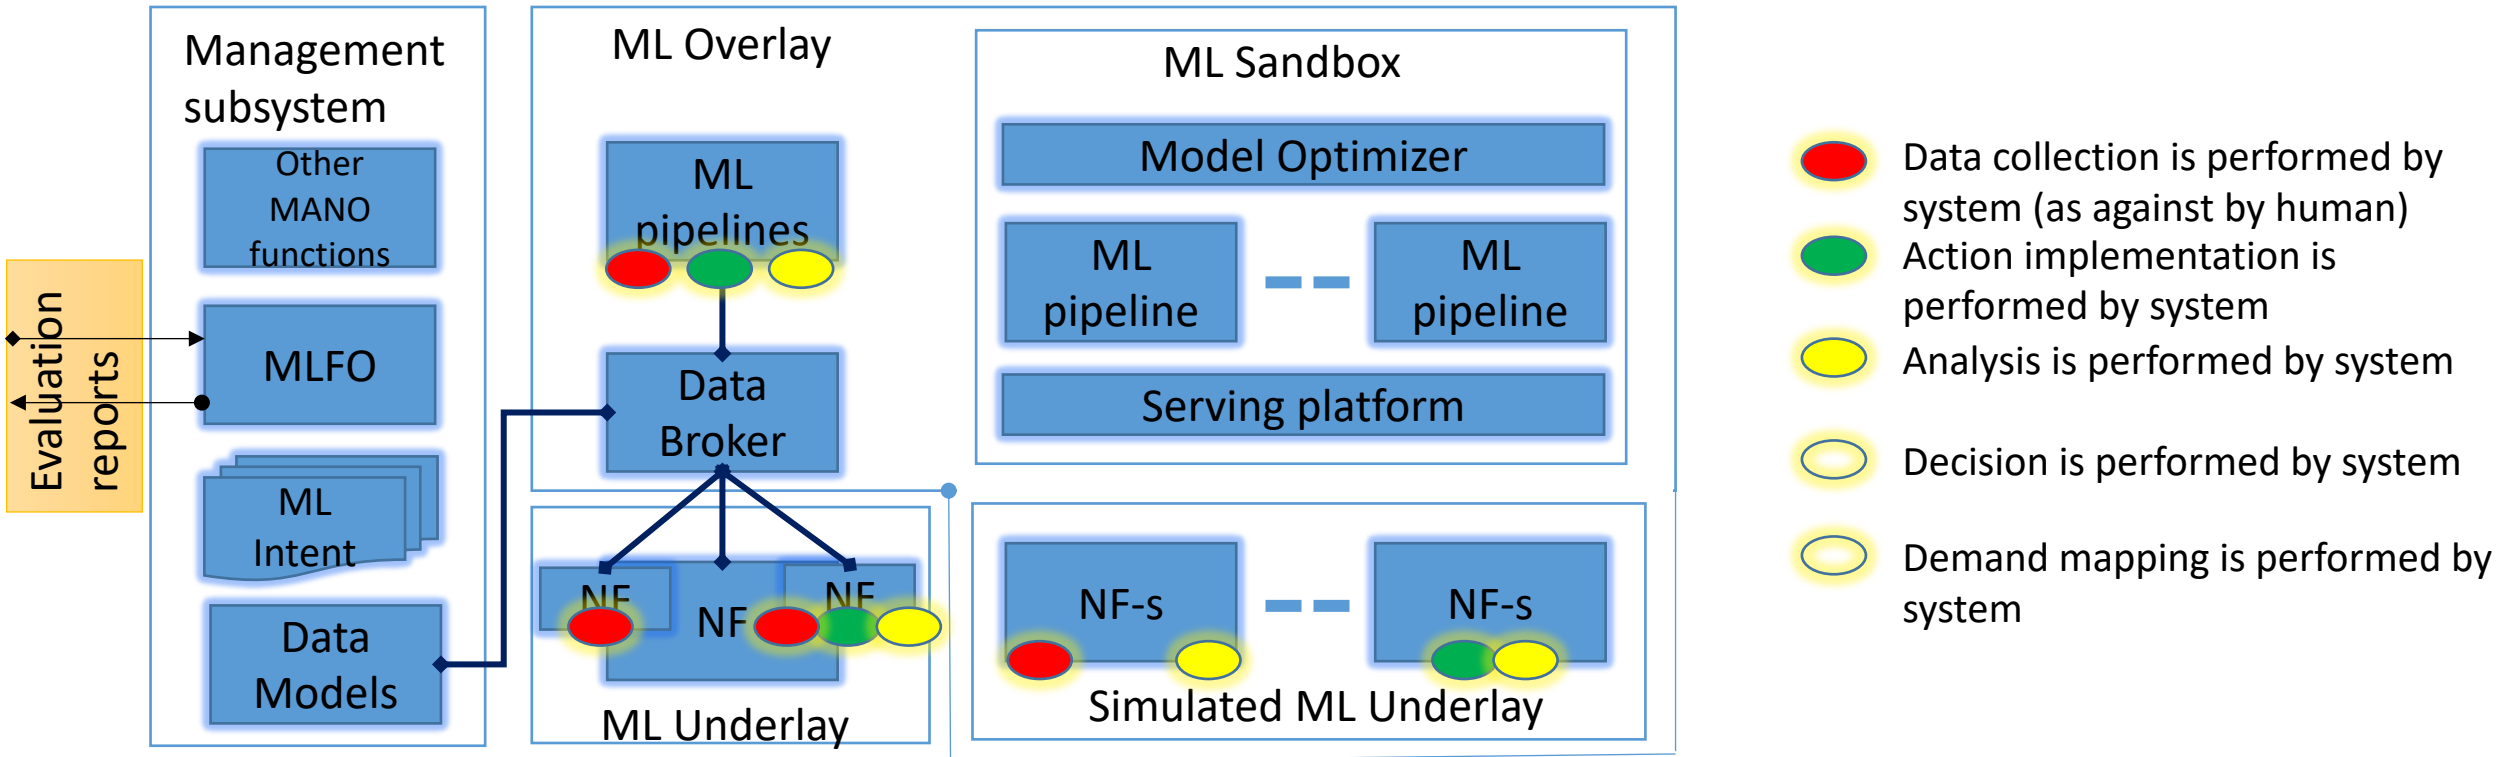 Management
subsystem
Other
MANO
functions
MLFO
ML
Intent
Data
Models
Evaluation
reports
ML Overlay
ML
pipelines
Data
Broker
NF
NF
NF
ML Underlay
ML Sandbox
Model Optimizer
ML
pipeline
ML
pipeline
Serving platform
NF-s
NF-s
Simulated ML Underlay
Data collection is performed by
system (as against by human)
Action implementation is
performed by system
Analysis is performed by system
Decision is performed by system
Demand mapping is performed by
system